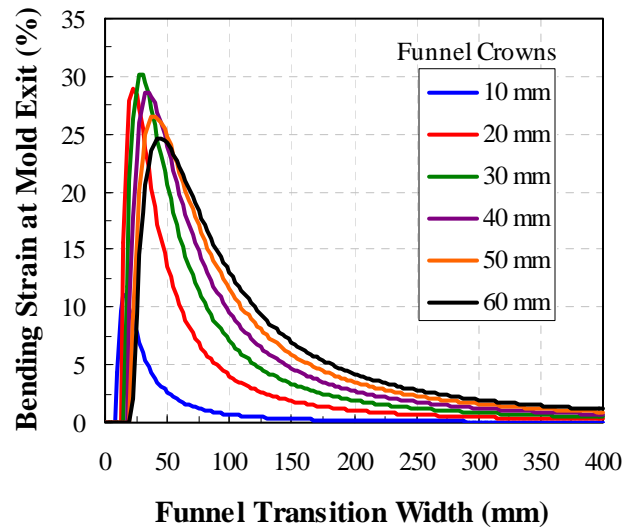 Bending Strain at Mold Exit (%)
35
30
25
20
15
10
5
0
Funnel Crowns
10 mm
20 mm
30 mm
40 mm
50 mm
60 mm
0 50 100 150 200 250 300 350 400
Funnel Transition Width (mm)